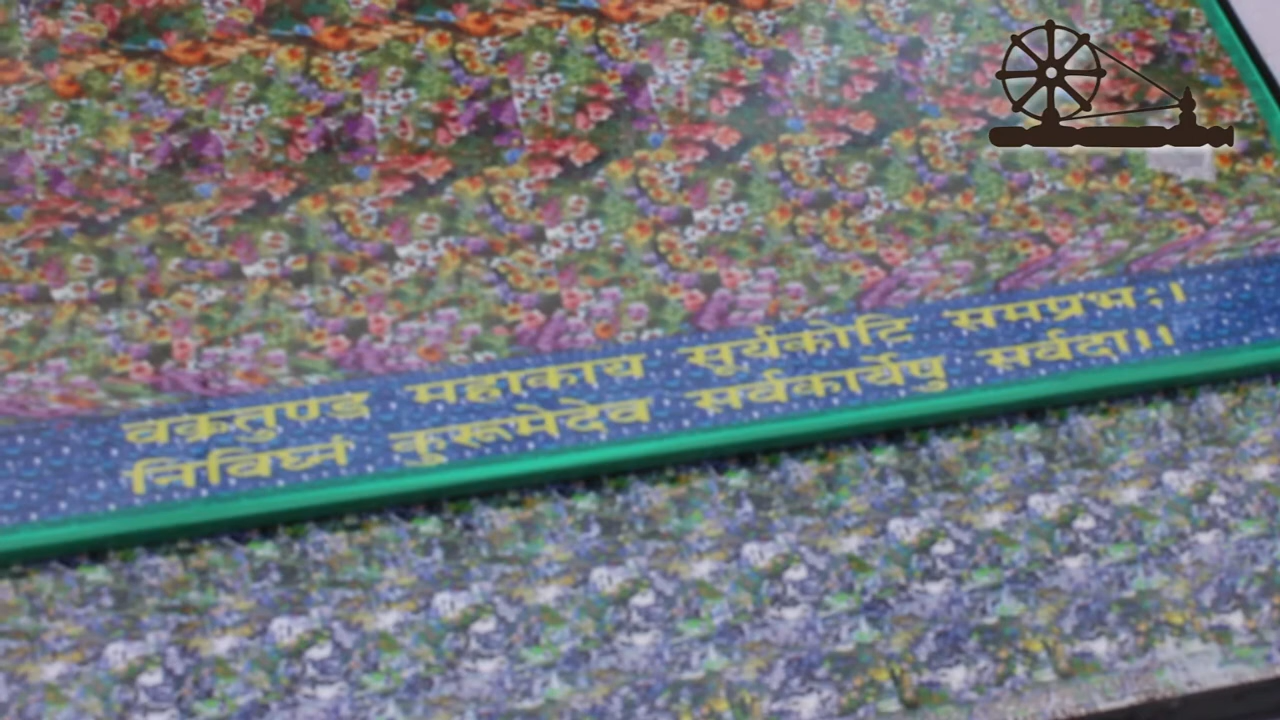 वक्रतुण्ड महाकाय सूर्यकोटि समप्रभ:।
निविघ्नं कुरूमेदेव सर्वकार्येषु सर्वदा।।